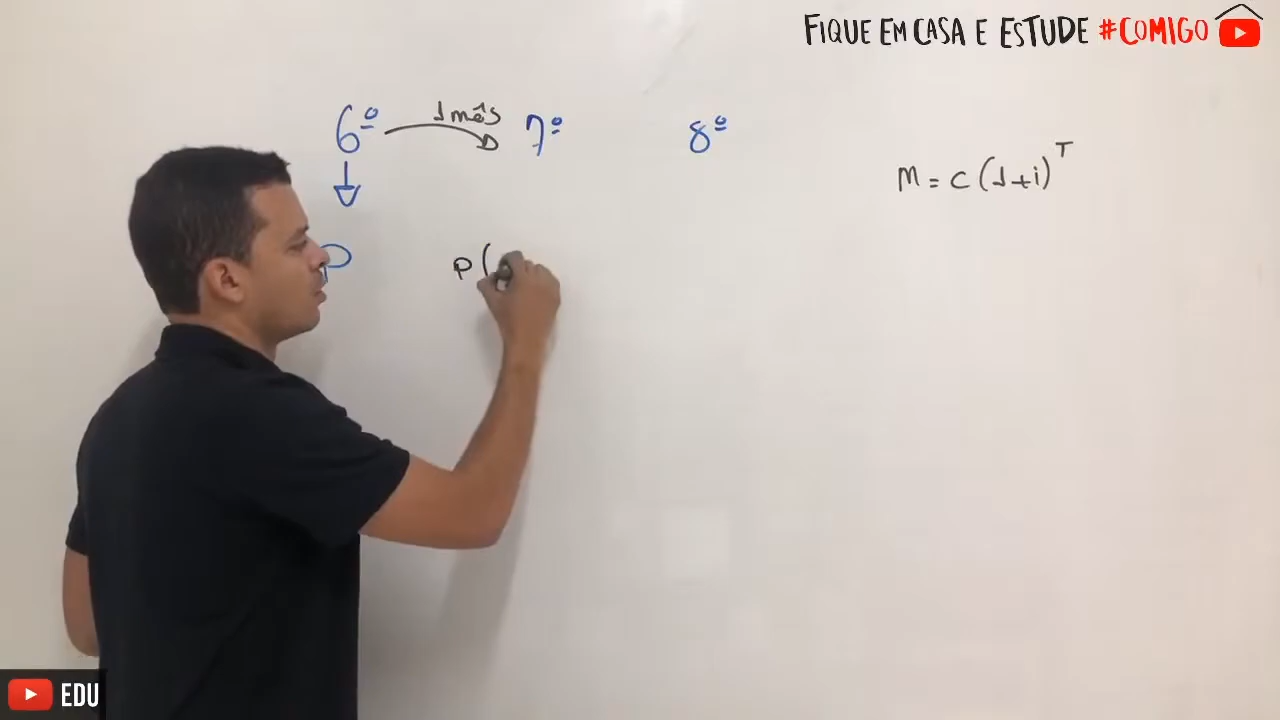 FIQUE EM CASA E ESTUDE #COMIGO
1 mês
6º 7º 8º
M = C (1+i)^T
P P(
EDU